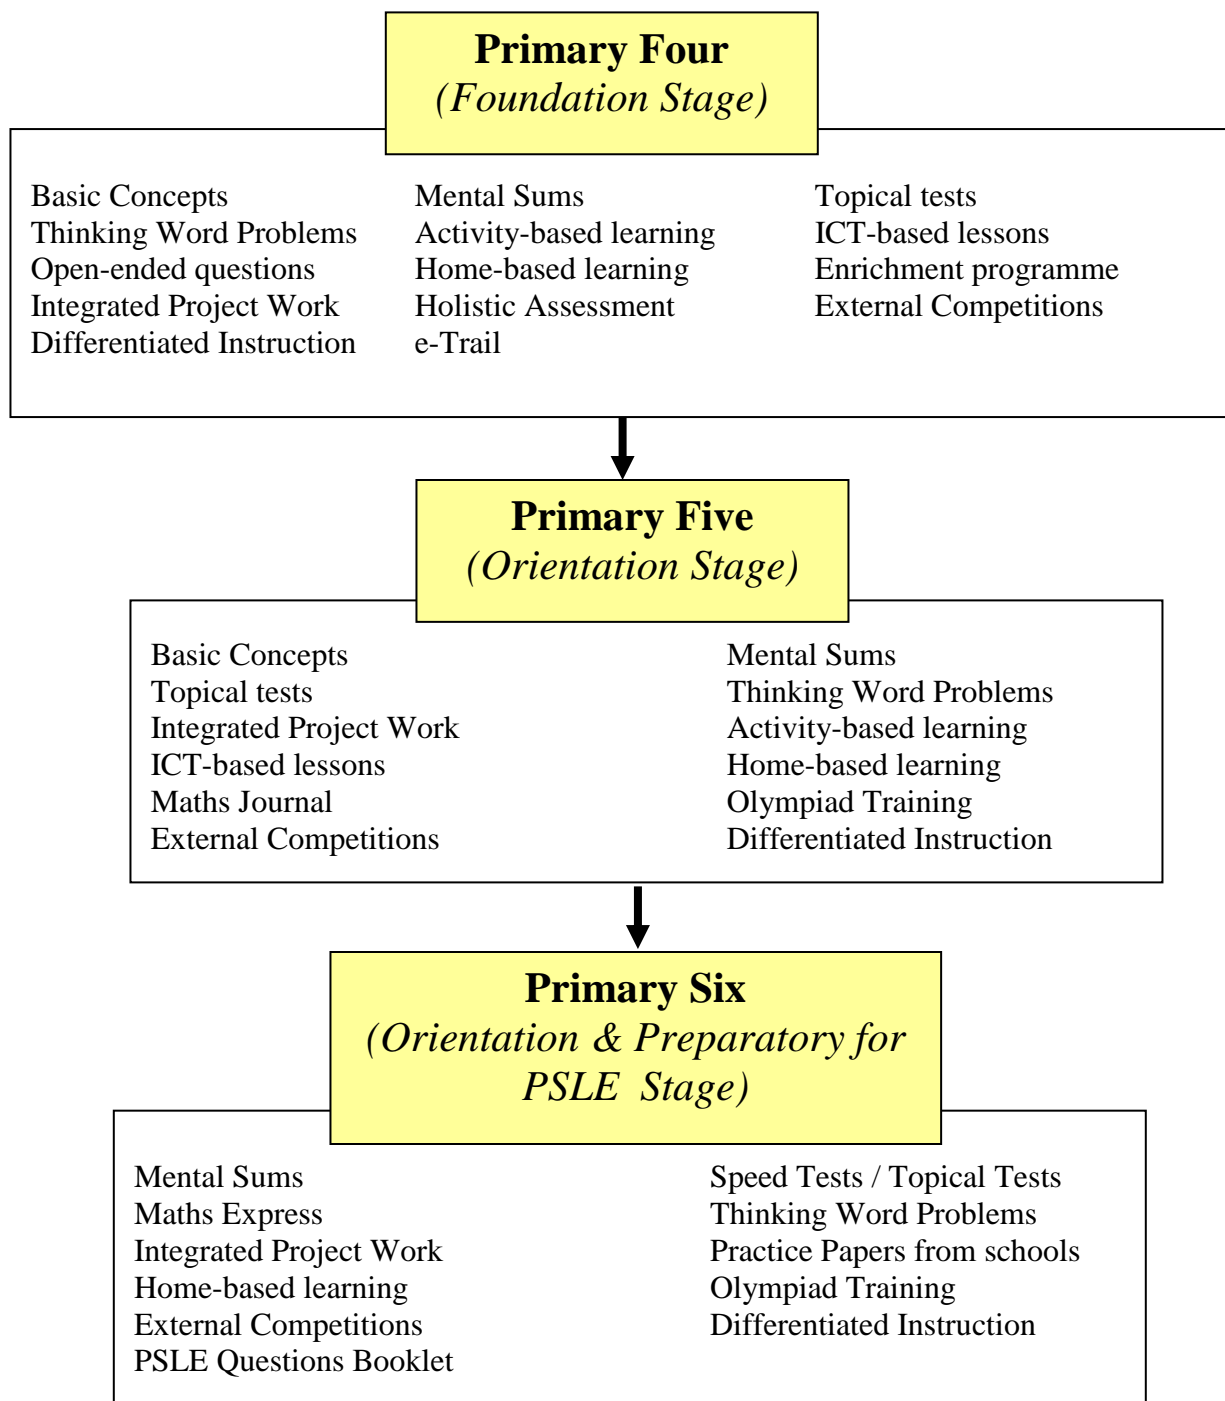 Primary Four
(Foundation Stage)
Basic Concepts
Thinking Word Problems
Open-ended questions
Integrated Project Work
Differentiated Instruction
Mental Sums
Activity-based learning
Home-based learning
Holistic Assessment
e-Trail
Topical tests
ICT-based lessons
Enrichment programme
External Competitions
Primary Five
(Orientation Stage)
Basic Concepts
Topical tests
Integrated Project Work
ICT-based lessons
Maths Journal
External Competitions
Mental Sums
Thinking Word Problems
Activity-based learning
Home-based learning
Olympiad Training
Differentiated Instruction
Primary Six
(Orientation & Preparatory for
PSLE Stage)
Mental Sums
Maths Express
Integrated Project Work
Home-based learning
External Competitions
PSLE Questions Booklet
Speed Tests / Topical Tests
Thinking Word Problems
Practice Papers from schools
Olympiad Training
Differentiated Instruction